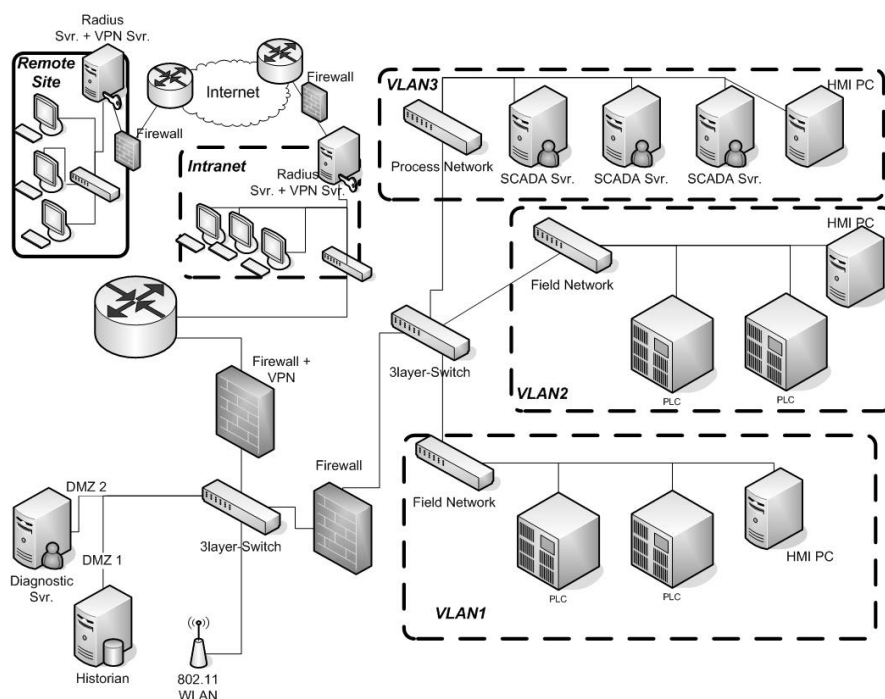 Radius
Svr. + VPN Svr.
Remote
Site
Firewall
Internet
Firewall
Intranet
Radius
Svr. + VPN Svr.
VLAN3
HMI PC
Process Network
SCADA Svr.
SCADA Svr.
SCADA Svr.
HMI PC
Field Network
PLC
PLC
VLAN2
3layer-Switch
Firewall +
VPN
Firewall
Field Network
PLC
PLC
HMI PC
VLAN1
DMZ 2
3layer-Switch
DMZ 1
Diagnostic
Svr.
Historian
802.11
WLAN